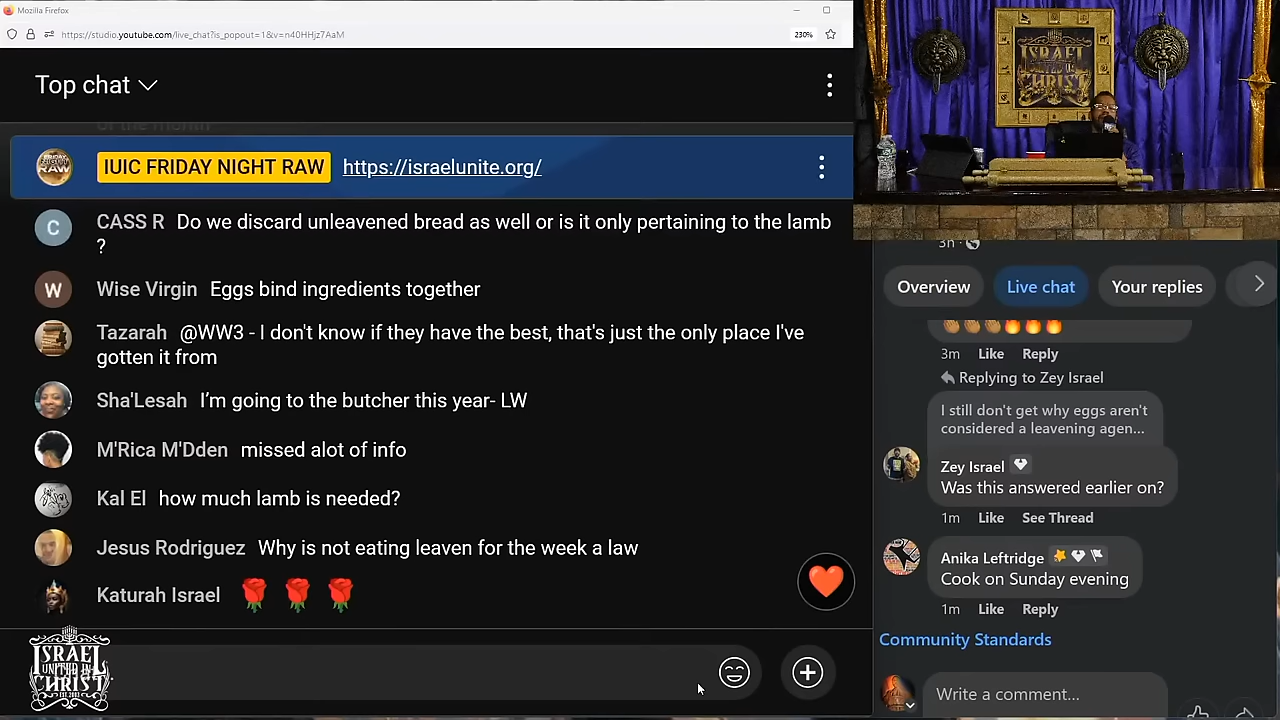 Mozilla Firefox
https://studio.youtube.com/live_chat?is_popout=1&v=n40HHjz7AaM
230%
Top chat
of the month
IUIC FRIDAY NIGHT RAW https://israelunite.org/
C
CASS R Do we discard unleavened bread as well or is it only pertaining to the lamb
?
W
Wise Virgin Eggs bind ingredients together
Tazarah @WW3 - I don't know if they have the best, that's just the only place I've
gotten it from
Sha'Lesah I'm going to the butcher this year- LW
M'Rica M'Dden missed alot of info
Kal El how much lamb is needed?
Jesus Rodriguez Why is not eating leaven for the week a law
Katurah Israel
ISRAEL
UNITED IN
CHRIST
ISRAEL
UNITED IN
CHRIST
3h
Overview
Live chat
Your replies
3m Like Reply
Replying to Zey Israel
I still don't get why eggs aren't
considered a leavening agen...
Zey Israel
Was this answered earlier on?
1m Like See Thread
Anika Leftridge
Cook on Sunday evening
1m Like Reply
Community Standards
Write a comment...